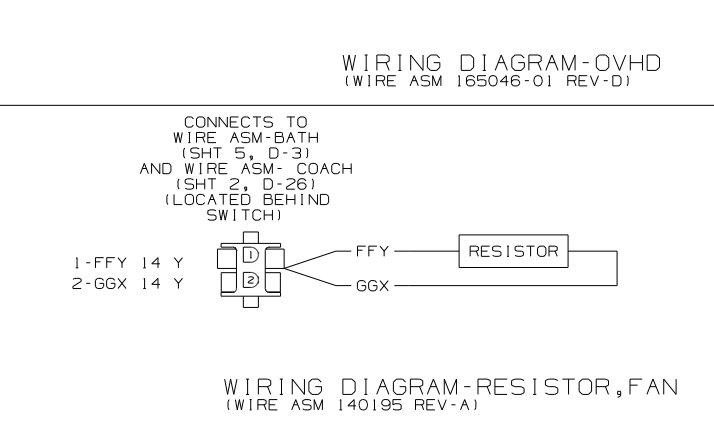 WIRING DIAGRAM-OVHD
(WIRE ASM 165046-01 REV-D)
CONNECTS TO
WIRE ASM-BATH
(SHT 5, D-3)
AND WIRE ASM- COACH
(SHT 2, D-26)
(LOCATED BEHIND
SWITCH)
1-FFY 14 Y
2-GGX 14 Y
1
2
FFY
GGX
RESISTOR
WIRING DIAGRAM-RESISTOR,FAN
(WIRE ASM 140195 REV-A)